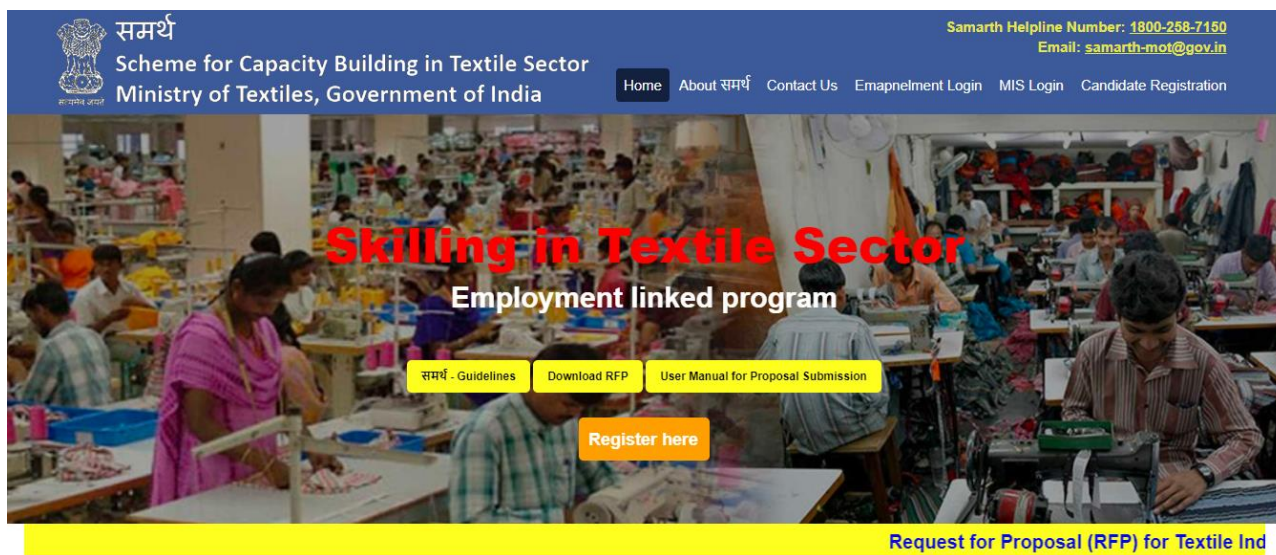 समर्थ
Scheme for Capacity Building in Textile Sector
Ministry of Textiles, Government of India
सत्यमेव जयते
Samarth Helpline Number: 1800-258-7150
Email: samarth-mot@gov.in
Home About समर्थ Contact Us Emapnelment Login MIS Login Candidate Registration
Skilling in Textile Sector
Employment linked program
समर्थ - Guidelines Download RFP User Manual for Proposal Submission
Register here
Request for Proposal (RFP) for Textile Ind